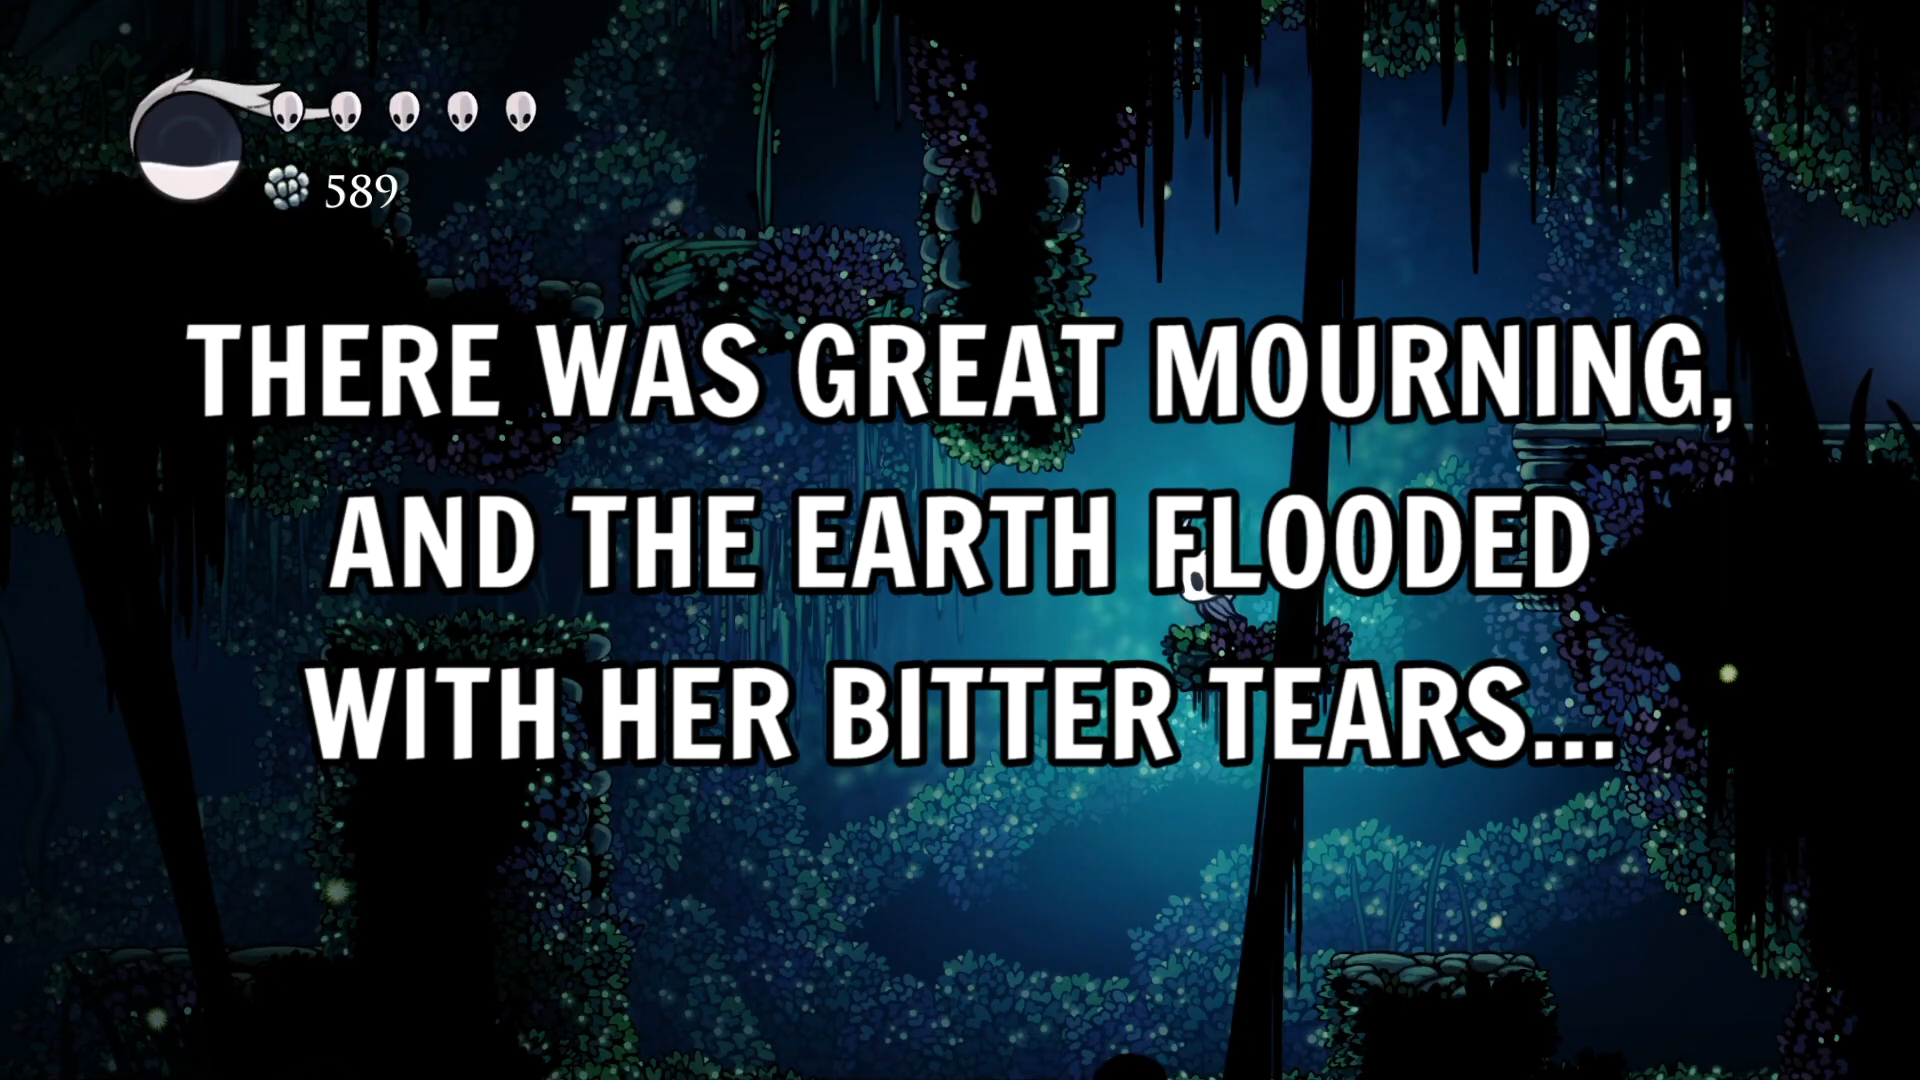 589
THERE WAS GREAT MOURNING,
AND THE EARTH FLOODED
WITH HER BITTER TEARS...